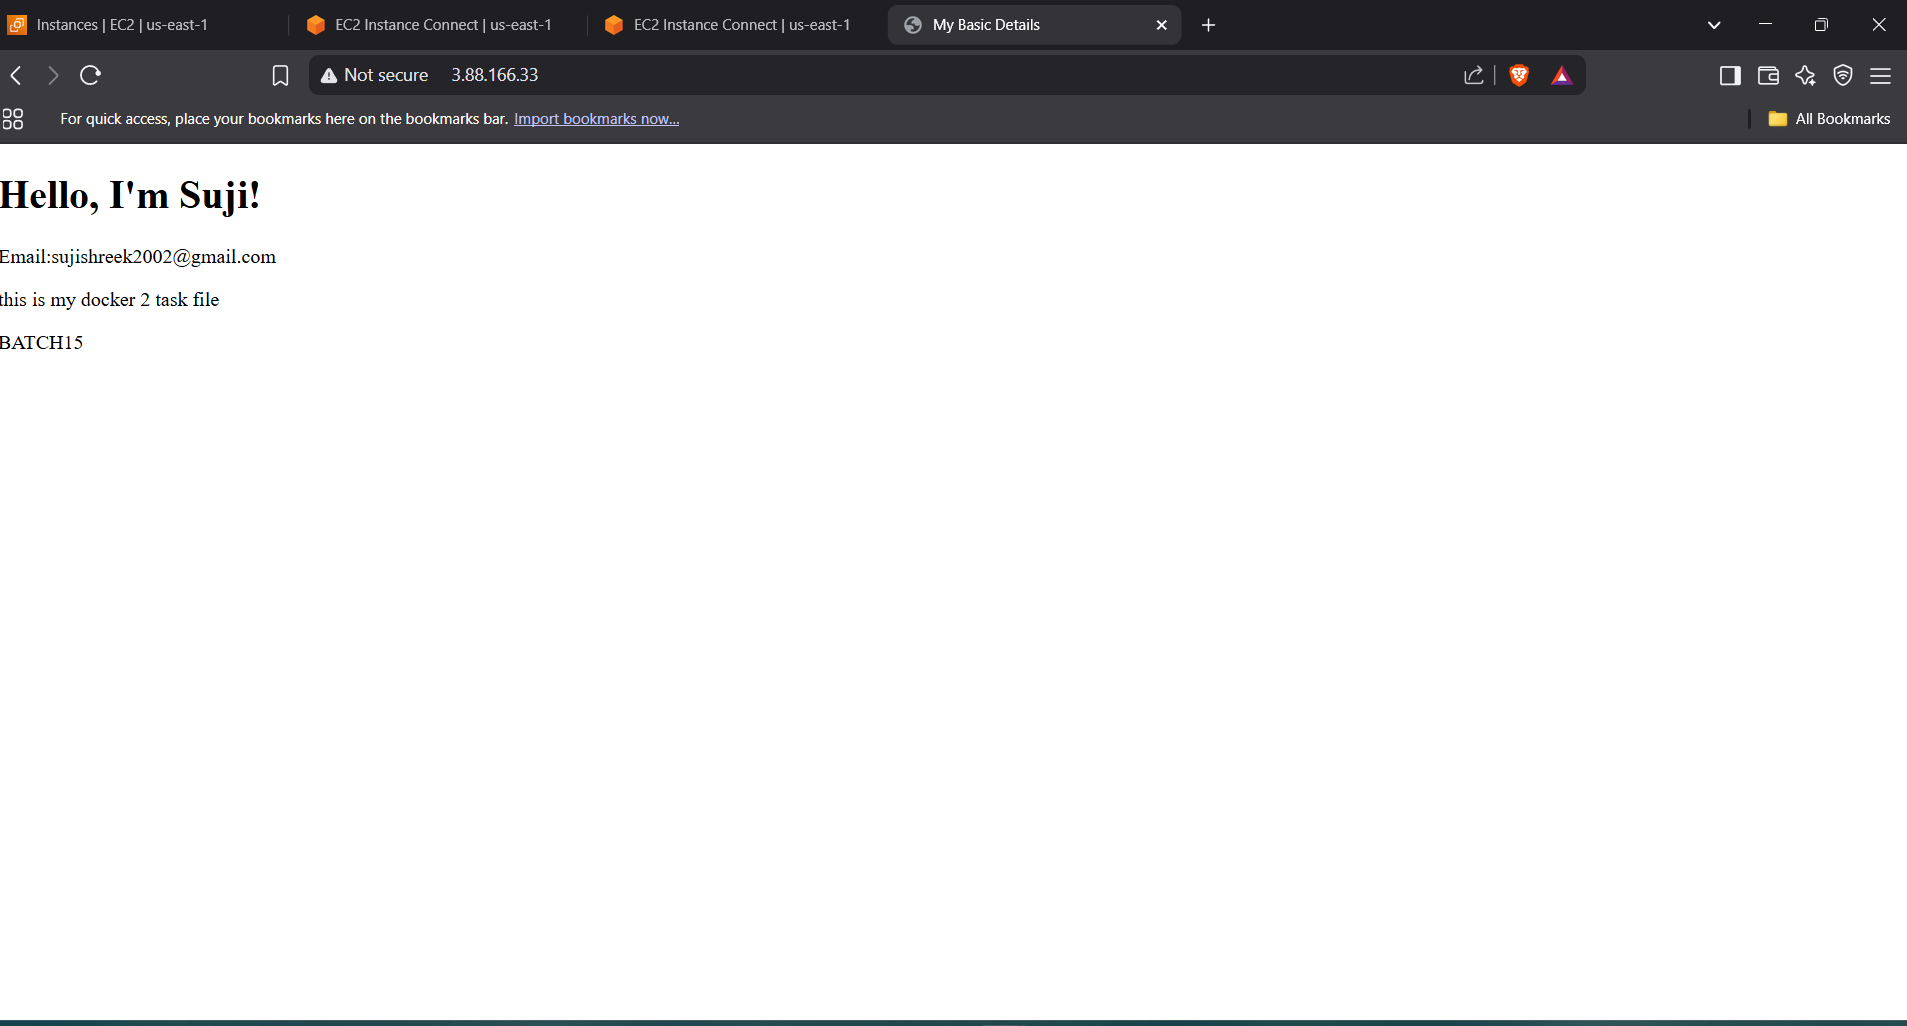 Instances | EC2 | us-east-1
EC2 Instance Connect | us-east-1
EC2 Instance Connect | us-east-1
My Basic Details
Not secure 3.88.166.33
For quick access, place your bookmarks here on the bookmarks bar. Import bookmarks now...
All Bookmarks
Hello, I'm Suji!
Email:sujishreek2002@gmail.com
this is my docker 2 task file
BATCH15